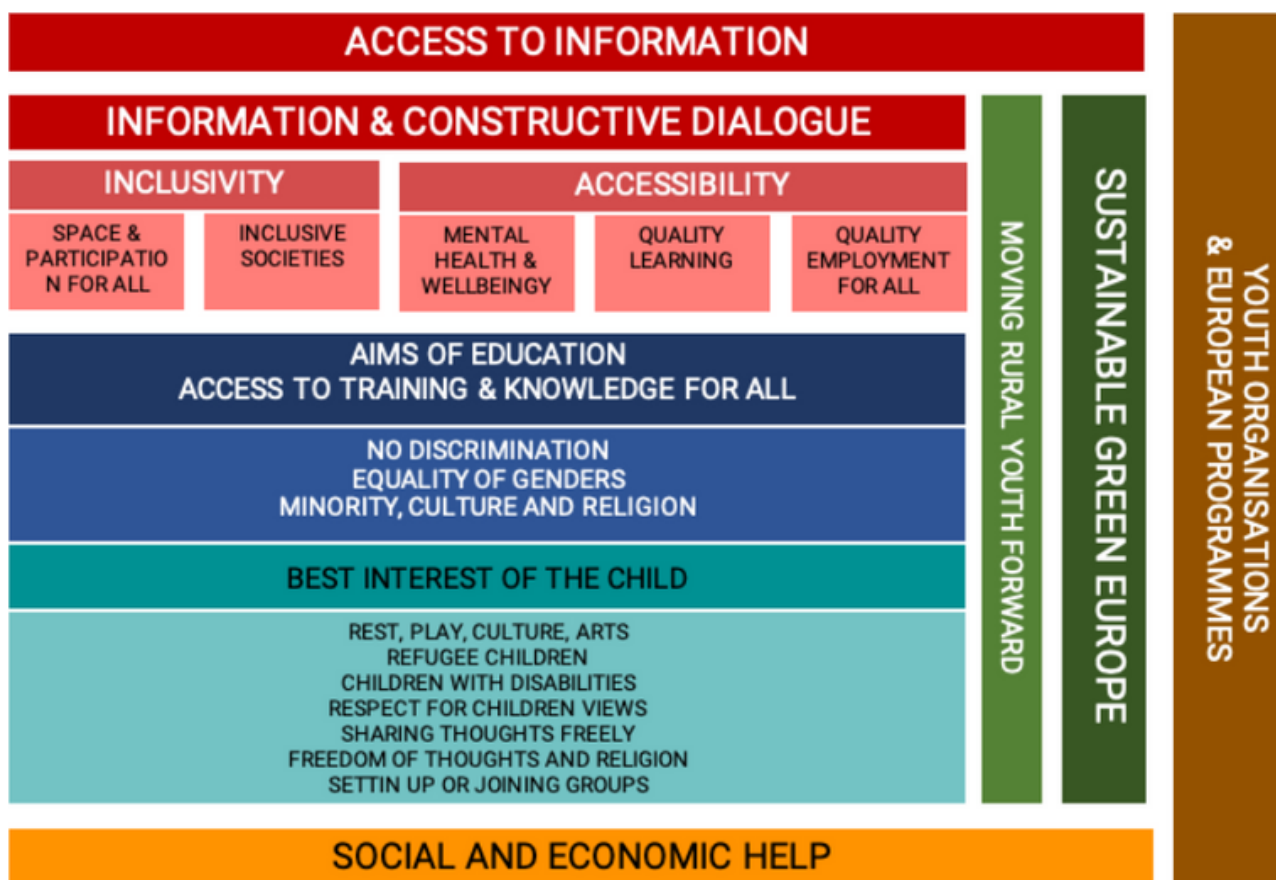 ACCESS TO INFORMATION
INFORMATION & CONSTRUCTIVE DIALOGUE
INCLUSIVITY
SPACE &
PARTICIPATIO
N FOR ALL
INCLUSIVE
SOCIETIES
ACCESSIBILITY
MENTAL
HEALTH &
WELLBEINGY
QUALITY
LEARNING
QUALITY
EMPLOYMENT
FOR ALL
AIMS OF EDUCATION
ACCESS TO TRAINING & KNOWLEDGE FOR ALL
NO DISCRIMINATION
EQUALITY OF GENDERS
MINORITY, CULTURE AND RELIGION
BEST INTEREST OF THE CHILD
REST, PLAY, CULTURE, ARTS
REFUGEE CHILDREN
CHILDREN WITH DISABILITIES
RESPECT FOR CHILDREN VIEWS
SHARING THOUGHTS FREELY
FREEDOM OF THOUGHTS AND RELIGION
SETTIN UP OR JOINING GROUPS
MOVING RURAL YOUTH FORWARD
SUSTAINABLE GREEN EUROPE
YOUTH ORGANISATIONS
& EUROPEAN PROGRAMMES
SOCIAL AND ECONOMIC HELP